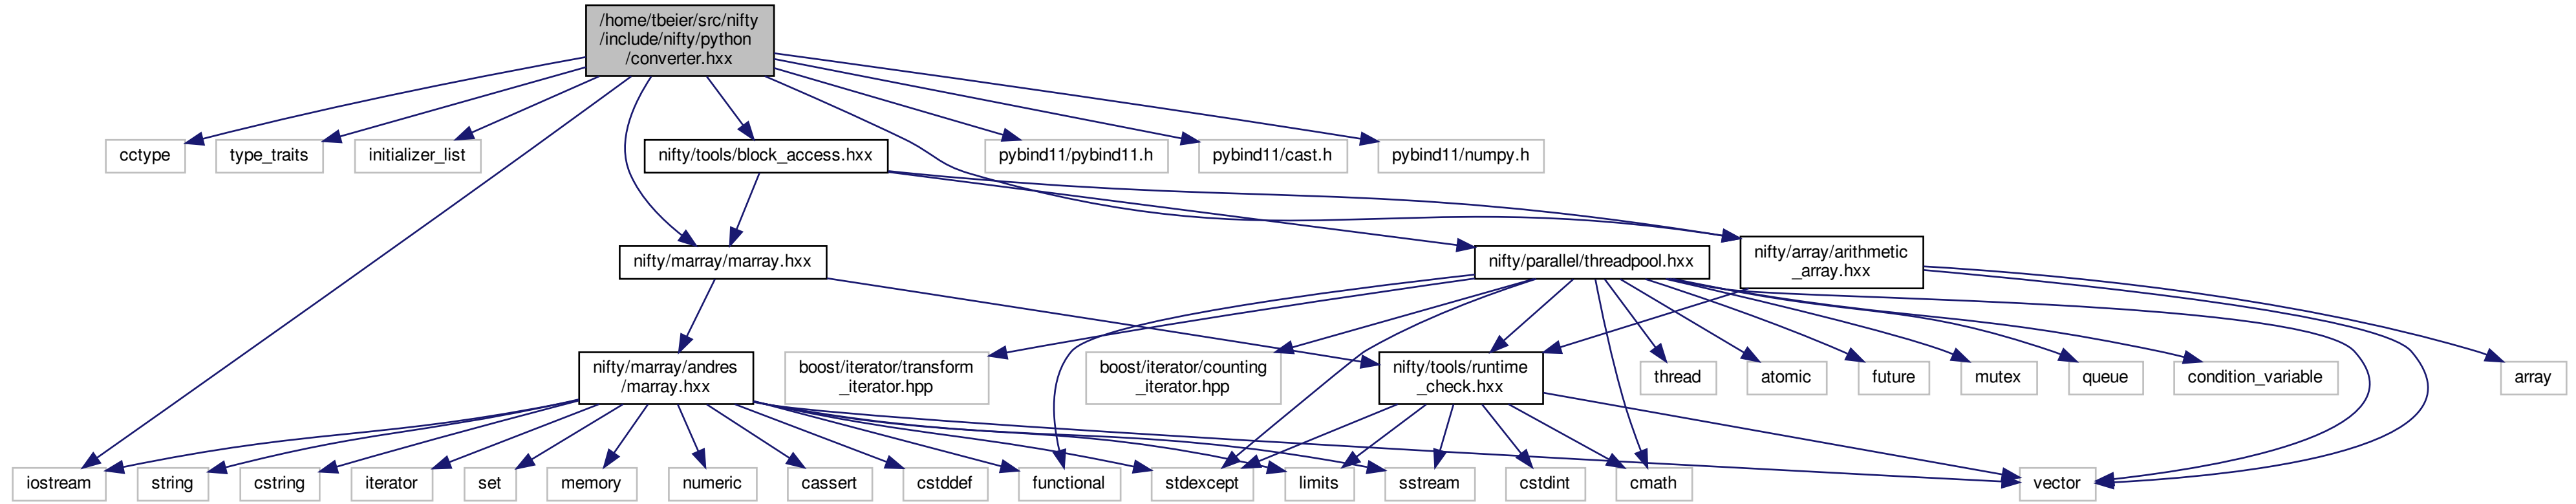 /home/tbeier/src/nifty
/include/nifty/python
/converter.hxx
cctype
type_traits
initializer_list
nifty/tools/block_access.hxx
pybind11/pybind11.h
pybind11/cast.h
pybind11/numpy.h
nifty/marray/marray.hxx
nifty/parallel/threadpool.hxx
nifty/array/arithmetic
_array.hxx
nifty/marray/andres
/marray.hxx
boost/iterator/transform
_iterator.hpp
boost/iterator/counting
_iterator.hpp
nifty/tools/runtime
_check.hxx
thread
atomic
future
mutex
queue
condition_variable
array
iostream
string
cstring
iterator
set
memory
numeric
cassert
cstddef
functional
stdexcept
limits
sstream
cstdint
cmath
vector